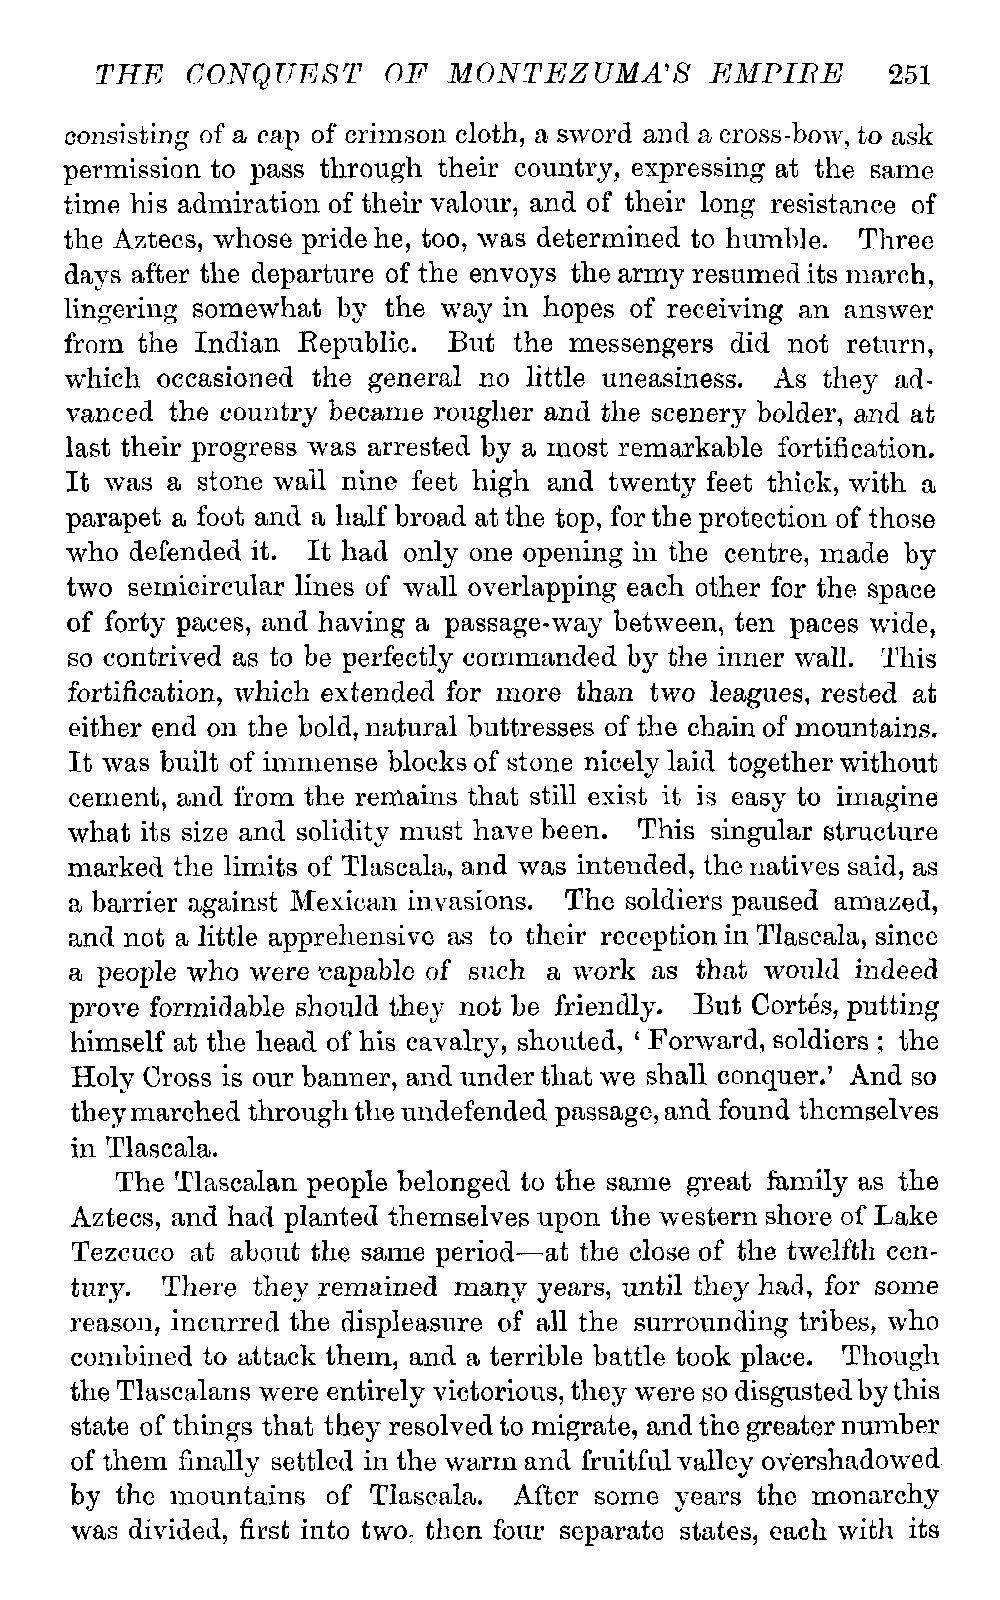 THE CONQUEST OF MONTEZUMA'S EMPIRE 251
consisting of a cap of crimson cloth, a sword and a cross-bow, to ask
permission to pass through their country, expressing at the same
time his admiration of their valour, and of their long resistance of
the Aztecs, whose pride he, too, was determined to humble. Three
days after the departure of the envoys the army resumed its march,
lingering somewhat by the way in hopes of receiving an answer
from the Indian Republic. But the messengers did not return,
which occasioned the general no little uneasiness. As they ad-
vanced the country became rougher and the scenery bolder, and at
last their progress was arrested by a most remarkable fortification.
It was a stone wall nine feet high and twenty feet thick, with a
parapet a foot and a half broad at the top, for the protection of those
who defended it. It had only one opening in the centre, made by
two semicircular lines of wall overlapping each other for the space
of forty paces, and having a passage-way between, ten paces wide,
so contrived as to be perfectly commanded by the inner wall. This
fortification, which extended for more than two leagues, rested at
either end on the bold, natural buttresses of the chain of mountains.
It was built of immense blocks of stone nicely laid together without
cement, and from the remains that still exist it is easy to imagine
what its size and solidity must have been. This singular structure
marked the limits of Tlascala, and was intended, the natives said, as
a barrier against Mexican invasions. The soldiers paused amazed,
and not a little apprehensive as to their reception in Tlascala, since
a people who were capable of such a work as that would indeed
prove formidable should they not be friendly. But Cortés, putting
himself at the head of his cavalry, shouted, ‘ Forward, soldiers ; the
Holy Cross is our banner, and under that we shall conquer.’ And so
they marched through the undefended passage, and found themselves
in Tlascala.
The Tlascalan people belonged to the same great family as the
Aztecs, and had planted themselves upon the western shore of Lake
Tezcuco at about the same period—at the close of the twelfth cen-
tury. There they remained many years, until they had, for some
reason, incurred the displeasure of all the surrounding tribes, who
combined to attack them, and a terrible battle took place. Though
the Tlascalans were entirely victorious, they were so disgusted by this
state of things that they resolved to migrate, and the greater number
of them finally settled in the warm and fruitful valley overshadowed
by the mountains of Tlascala. After some years the monarchy
was divided, first into two, then four separate states, each with its